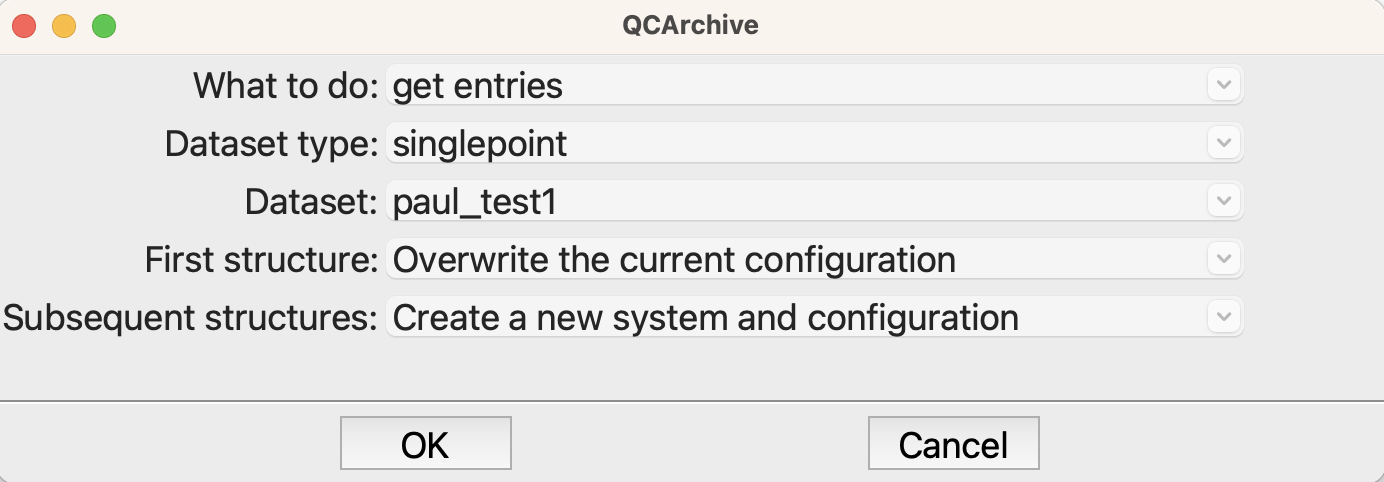 QCArchive
What to do: get entries
Dataset type: singlepoint
Dataset: paul_test1
First structure: Overwrite the current configuration
Subsequent structures: Create a new system and configuration
OK Cancel